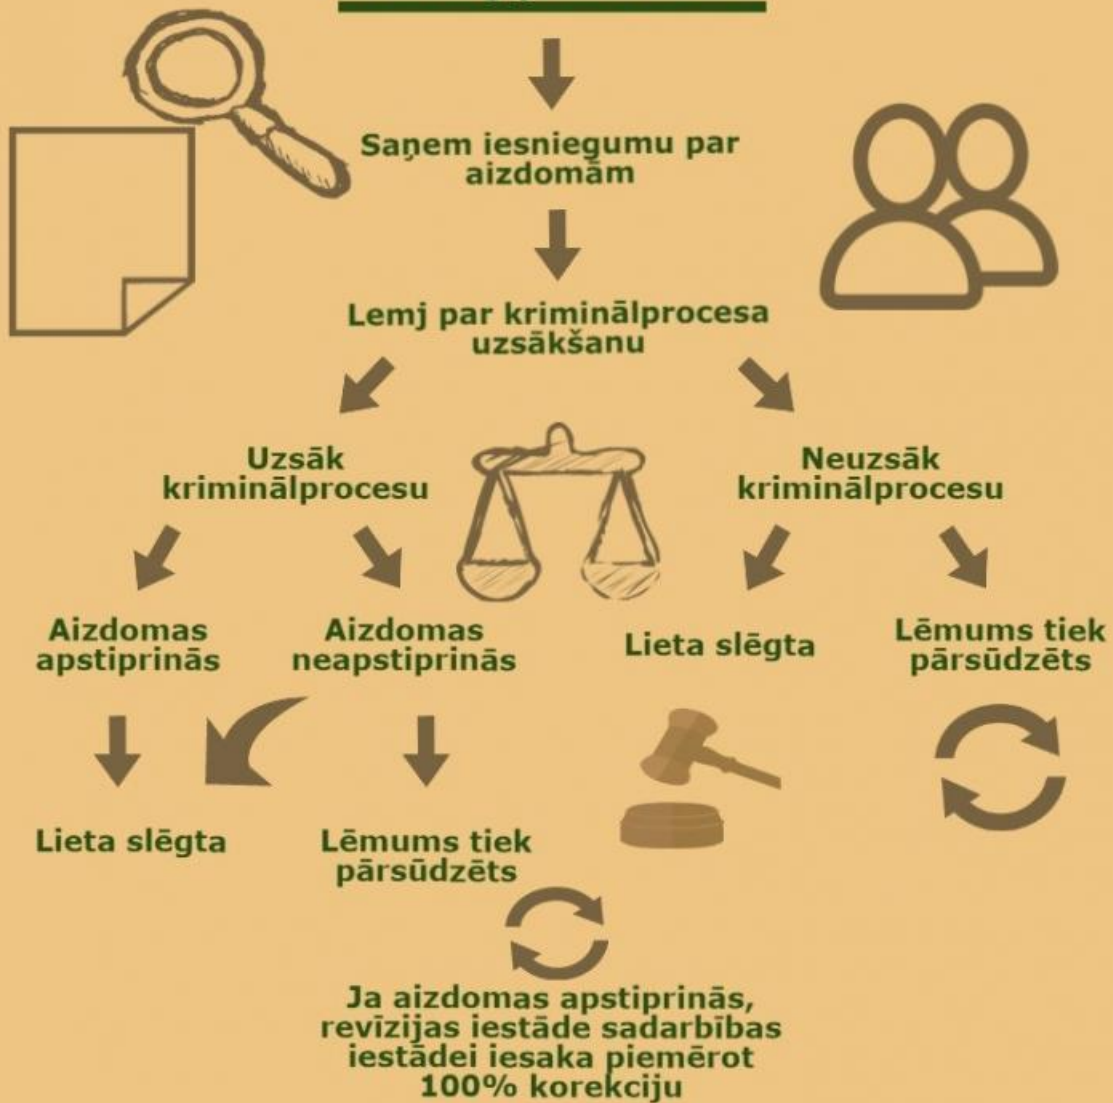 Saņem iesniegumu par
aizdomām
Lemj par kriminālprocesa
uzsākšanu
Uzsāk
kriminālprocesu
Neuzsāk
kriminālprocesu
Aizdomas
apstiprinās
Aizdomas
neapstiprinās
Lieta slēgta
Lēmums tiek
pārsūdzēts
Lieta slēgta
Lēmums tiek
pārsūdzēts
Ja aizdomas apstiprinās,
revīzijas iestāde sadarbības
iestādei iesaka piemērot
100% korekciju